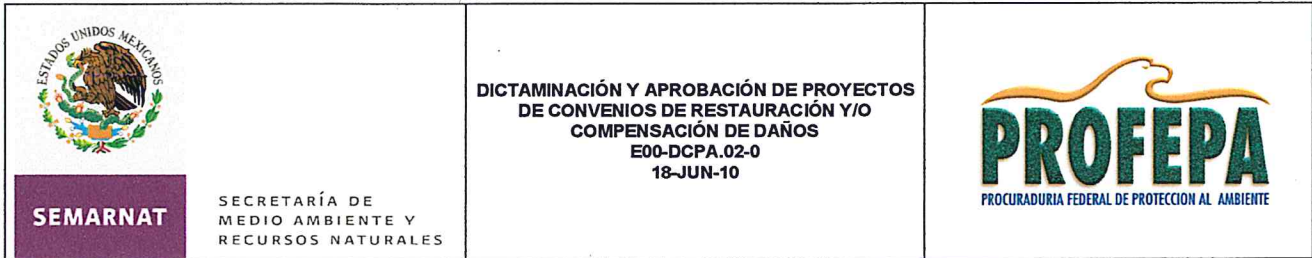 ESTADOS UNIDOS MEXICANOS
SEMARNAT
SECRETARÍA DE
MEDIO AMBIENTE Y
RECURSOS NATURALES
DICTAMINACIÓN Y APROBACIÓN DE PROYECTOS
DE CONVENIOS DE RESTAURACIÓN Y/O
COMPENSACIÓN DE DAÑOS
E00-DCPA.02-0
18-JUN-10
PROFEPA
PROCURADURIA FEDERAL DE PROTECCION AL AMBIENTE